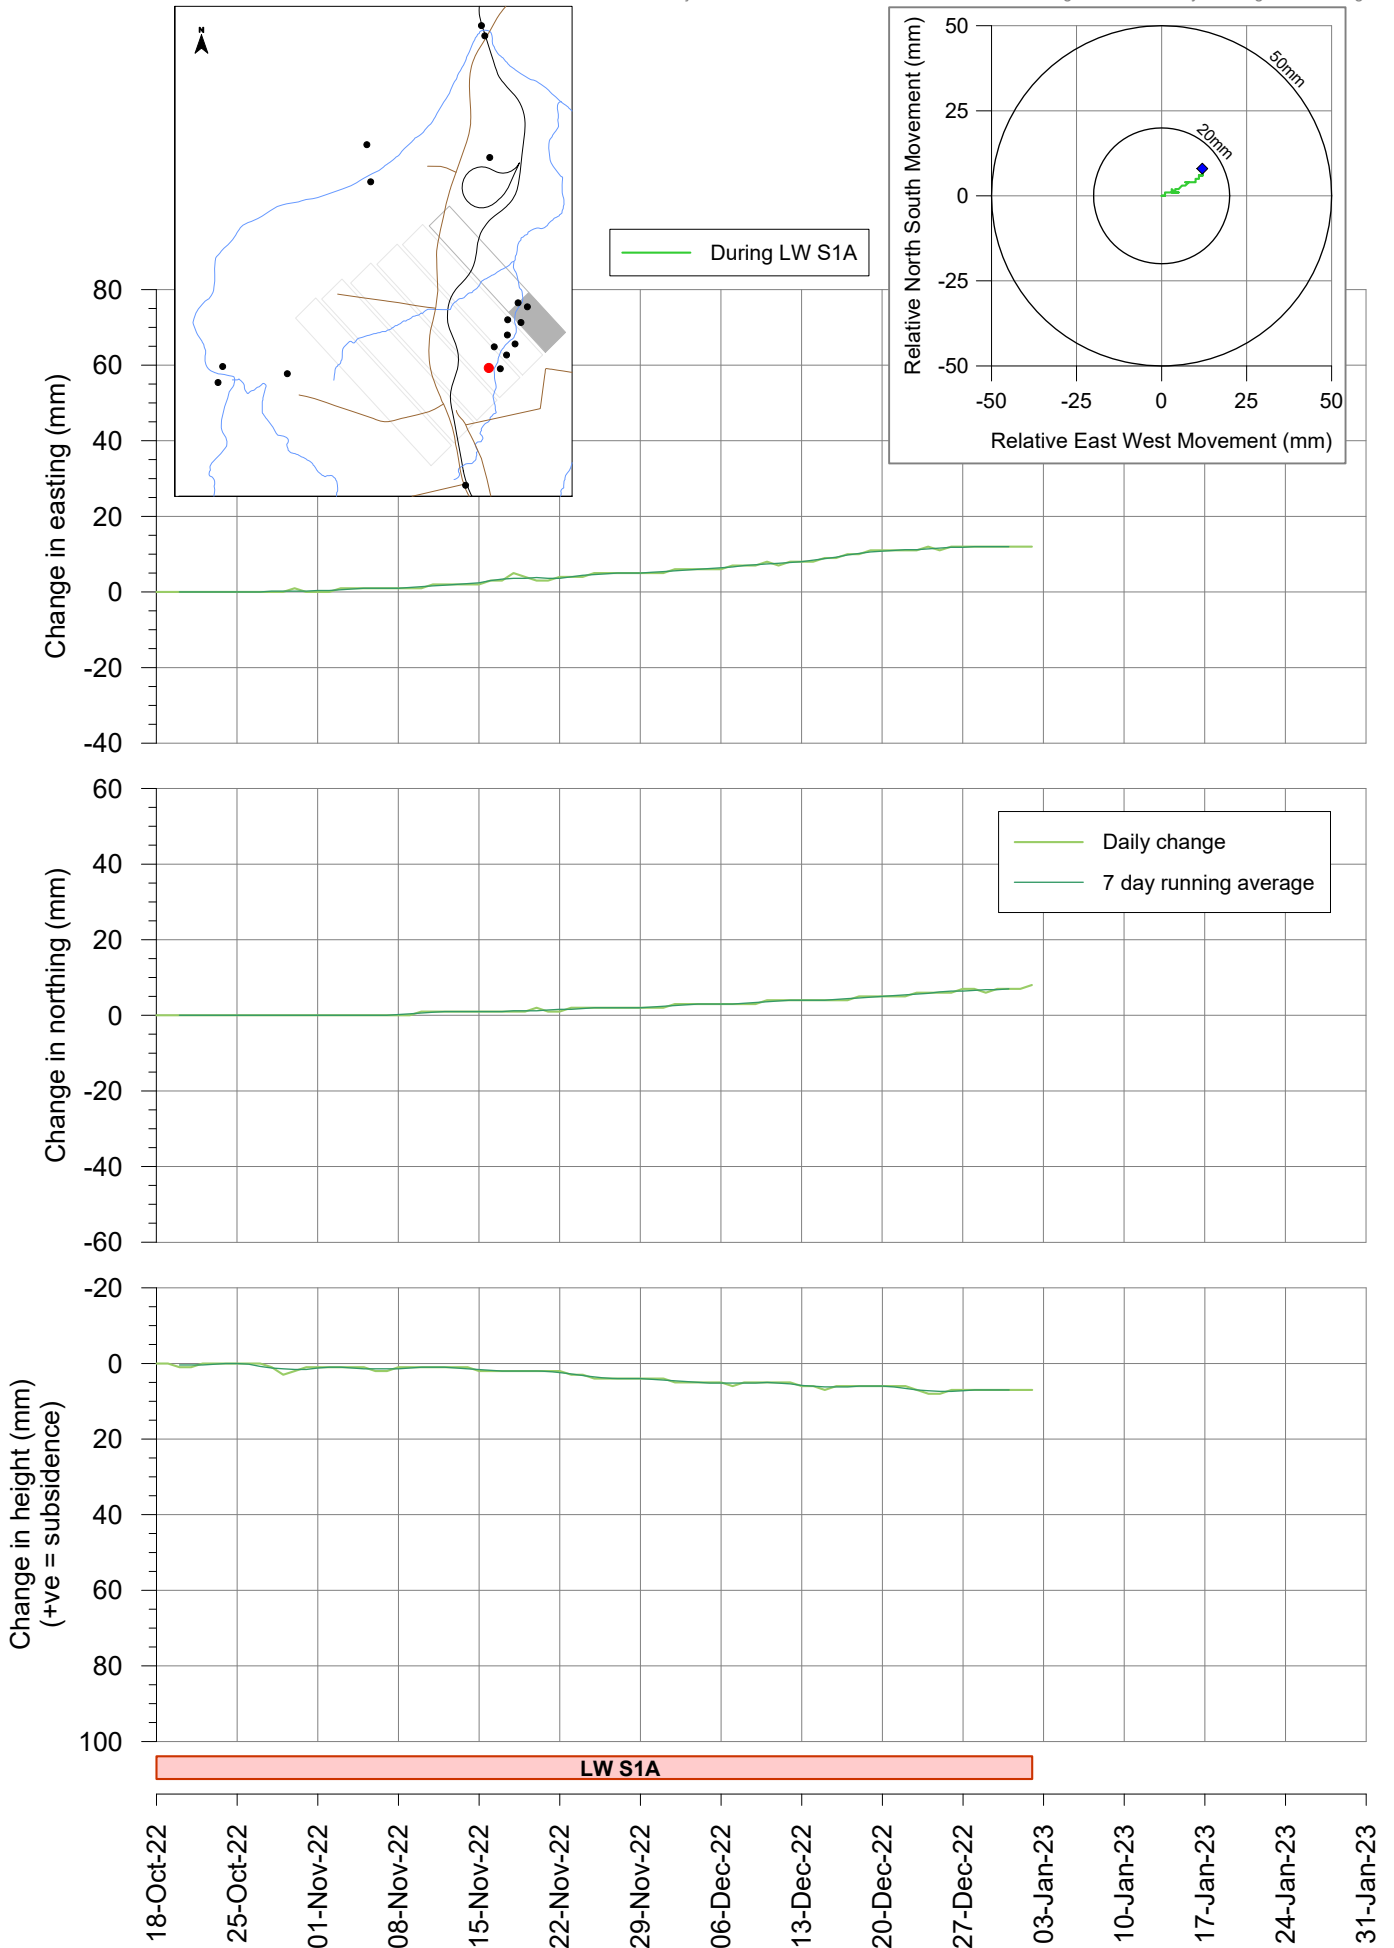 N
50
25
0
-25
-50
-50
-25
0
25
50
Relative North South Movement (mm)
Relative East West Movement (mm)
50mm
20mm
During LW S1A
80
60
40
20
0
-20
-40
Change in easting (mm)
60
40
20
0
-20
-40
-60
Change in northing (mm)
Daily change
7 day running average
-20
0
20
40
60
80
100
Change in height (mm)
(+ve = subsidence)
LW S1A
18-Oct-22
25-Oct-22
01-Nov-22
08-Nov-22
15-Nov-22
22-Nov-22
29-Nov-22
06-Dec-22
13-Dec-22
20-Dec-22
27-Dec-22
03-Jan-23
10-Jan-23
17-Jan-23
24-Jan-23
31-Jan-23